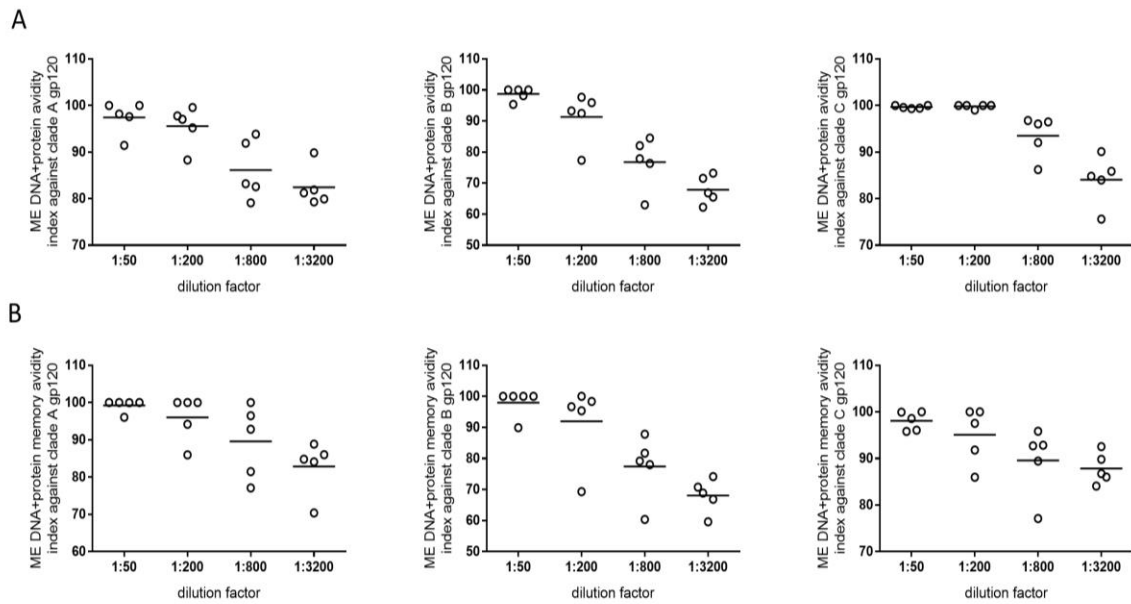 A
ME DNA+protein avidity
index against clade A gp120
110
100
90
80
70
1:50 1:200 1:800 1:3200
dilution factor
ME DNA+protein avidity
index against clade B gp120
110
100
90
80
70
60
50
1:50 1:200 1:800 1:3200
dilution factor
ME DNA+protein avidity
index against clade C gp120
110
100
90
80
70
1:50 1:200 1:800 1:3200
dilution factor
B
ME DNA+protein memory avidity
index against clade A gp120
110
100
90
80
70
60
1:50 1:200 1:800 1:3200
dilution factor
ME DNA+protein memory avidity
index against clade B gp120
110
100
90
80
70
60
50
1:50 1:200 1:800 1:3200
dilution factor
ME DNA+protein memory avidity
index against clade C gp120
110
100
90
80
70
1:50 1:200 1:800 1:3200
dilution factor